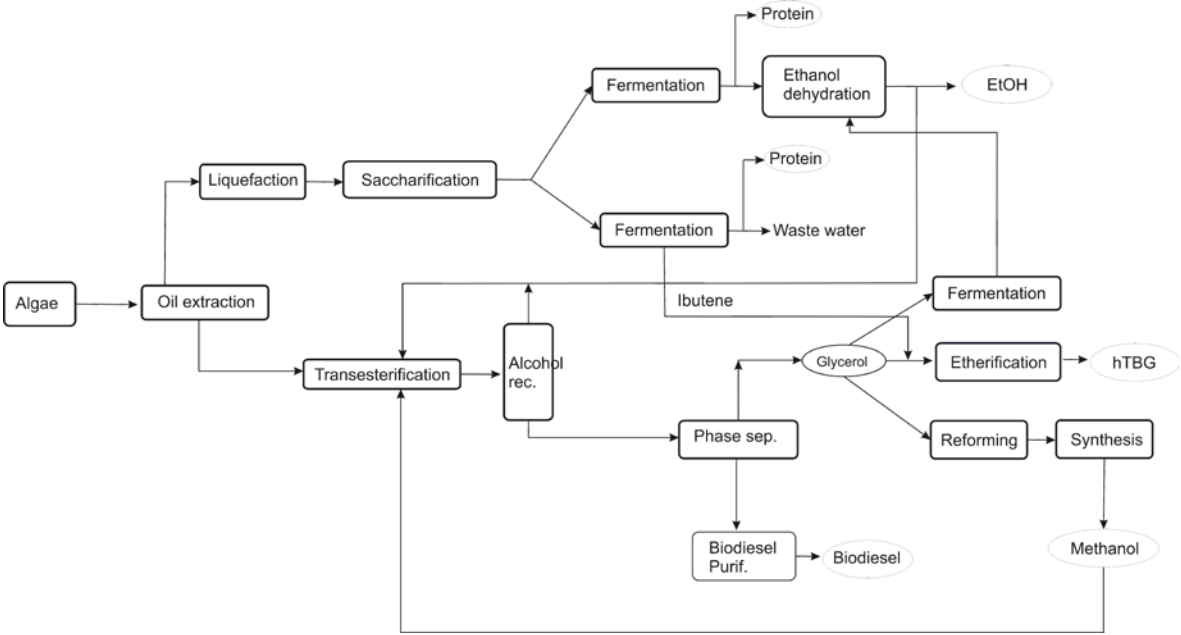 Protein
Fermentation
Ethanol
dehydration
EtOH
Protein
Liquefaction
Saccharification
Fermentation
Waste water
Algae
Oil extraction
Ibutene
Fermentation
Transesterification
Alcohol
rec.
Glycerol
Etherification
hTBG
Phase sep.
Reforming
Synthesis
Biodiesel
Purif.
Biodiesel
Methanol